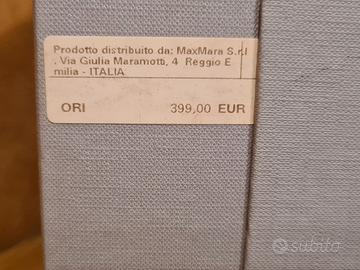 Prodotto distribuito da: MaxMara S.r.l
. Via Giulia Maramotti, 4 Reggio E
milia - ITALIA
ORI 399,00 EUR
subito